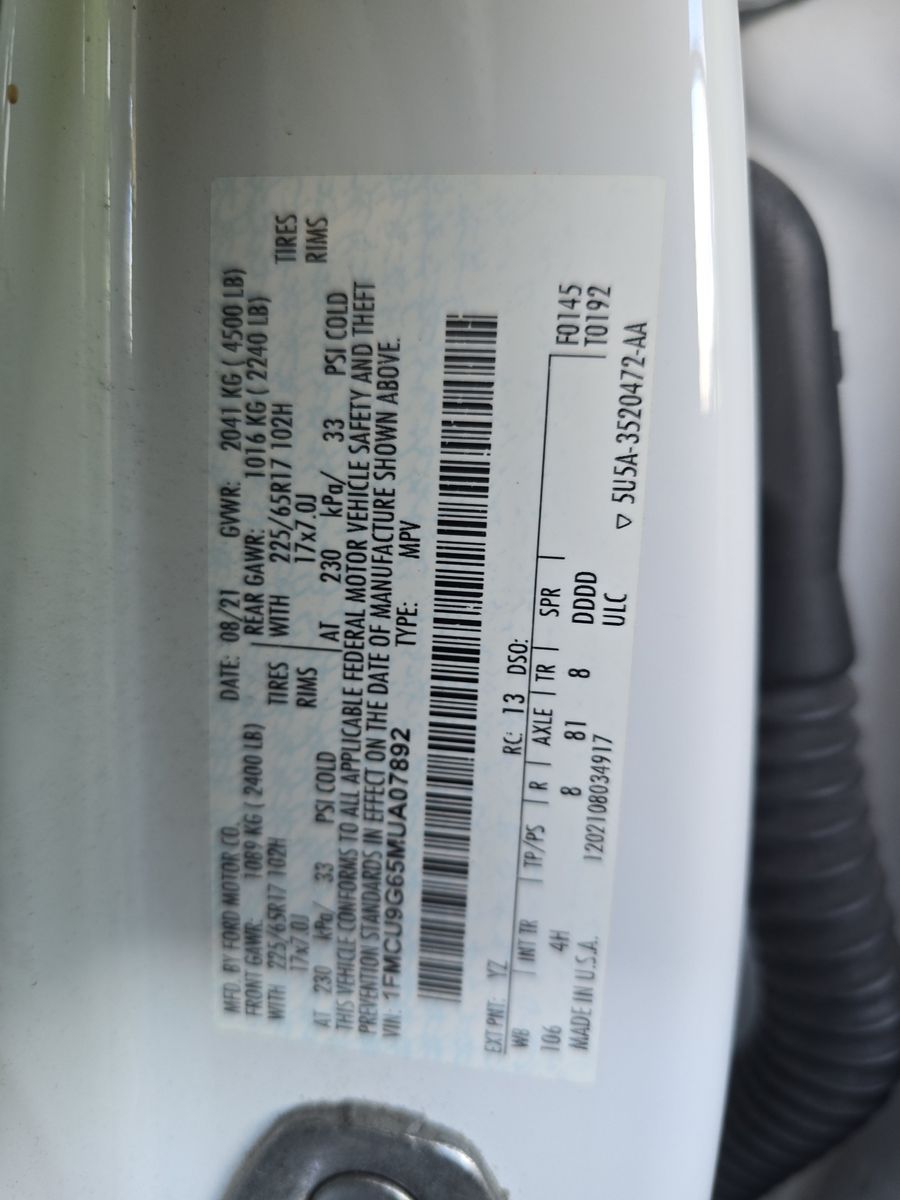 MFD. BY FORD MOTOR CO. DATE: 08/21 GVWR: 2041 KG ( 4500 LB)
FRONT GAWR: 1089 KG ( 2400 LB) REAR GAWR: 1016 KG ( 2240 LB)
WITH 225/65R17 102H TIRES WITH 225/65R17 102H TIRES
17x7.0J RIMS 17x7.0J RIMS
AT 230 kPa/ 33 PSI COLD AT 230 kPa/ 33 PSI COLD
THIS VEHICLE CONFORMS TO ALL APPLICABLE FEDERAL MOTOR VEHICLE SAFETY AND THEFT
PREVENTION STANDARDS IN EFFECT ON THE DATE OF MANUFACTURE SHOWN ABOVE.
VIN: 1FMCU9G65MUA07892 TYPE: MPV
EXT PNT: YZ RC: 13 DSO:
WB INT TR TP/PS R AXLE TR SPR F0145
106 4H 8 81 8 DDDD T0192
MADE IN U.S.A. 1202108034917 ULC
▽ 5U5A-3520472-AA